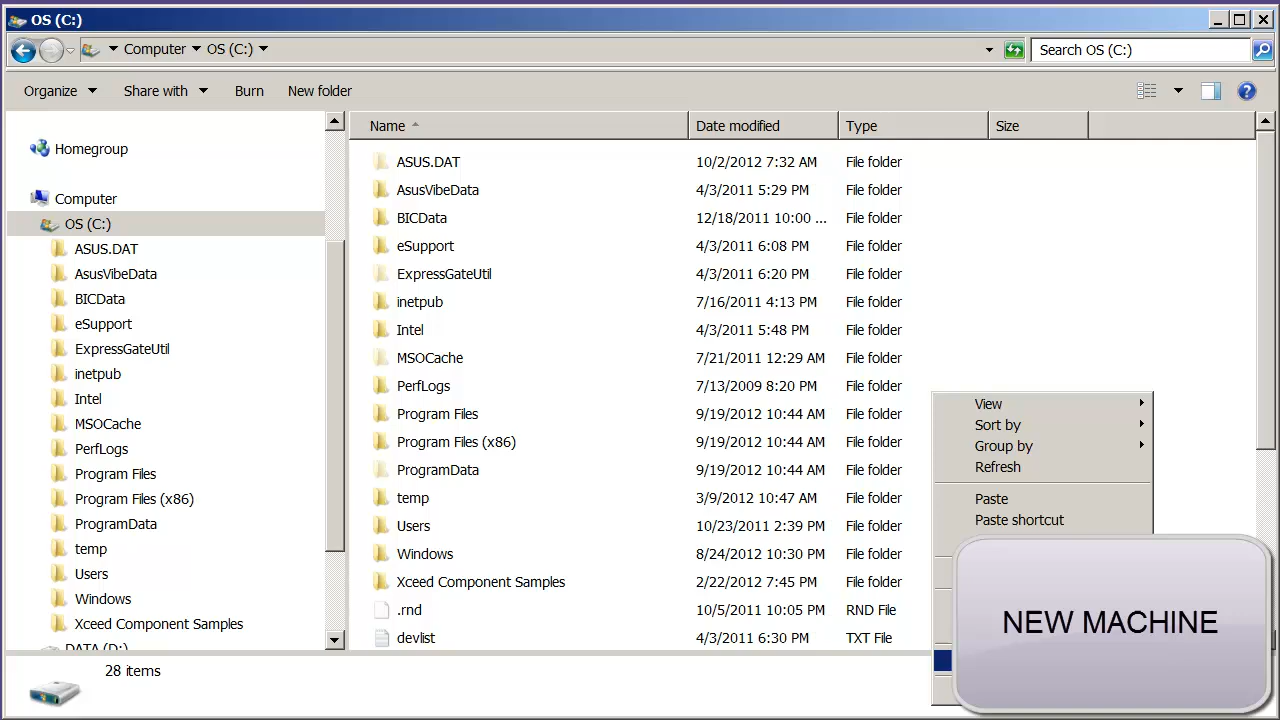 OS (C:)
Computer OS (C:)
Search OS (C:)
Organize Share with Burn New folder
Homegroup
Computer
OS (C:)
ASUS.DAT
AsusVibeData
BICData
eSupport
ExpressGateUtil
inetpub
Intel
MSOCache
PerfLogs
Program Files
Program Files (x86)
ProgramData
temp
Users
Windows
Xceed Component Samples
DATA (D:)
Name Date modified Type Size
ASUS.DAT 10/2/2012 7:32 AM File folder
AsusVibeData 4/3/2011 5:29 PM File folder
BICData 12/18/2011 10:00 ... File folder
eSupport 4/3/2011 6:08 PM File folder
ExpressGateUtil 4/3/2011 6:20 PM File folder
inetpub 7/16/2011 4:13 PM File folder
Intel 4/3/2011 5:48 PM File folder
MSOCache 7/21/2011 12:29 AM File folder
PerfLogs 7/13/2009 8:20 PM File folder
Program Files 9/19/2012 10:44 AM File folder
Program Files (x86) 9/19/2012 10:44 AM File folder
ProgramData 9/19/2012 10:44 AM File folder
temp 3/9/2012 10:47 AM File folder
Users 10/23/2011 2:39 PM File folder
Windows 8/24/2012 10:30 PM File folder
Xceed Component Samples 2/22/2012 7:45 PM File folder
.rnd 10/5/2011 10:05 PM RND File
devlist 4/3/2011 6:30 PM TXT File
View
Sort by
Group by
Refresh
Paste
Paste shortcut
NEW MACHINE
28 items